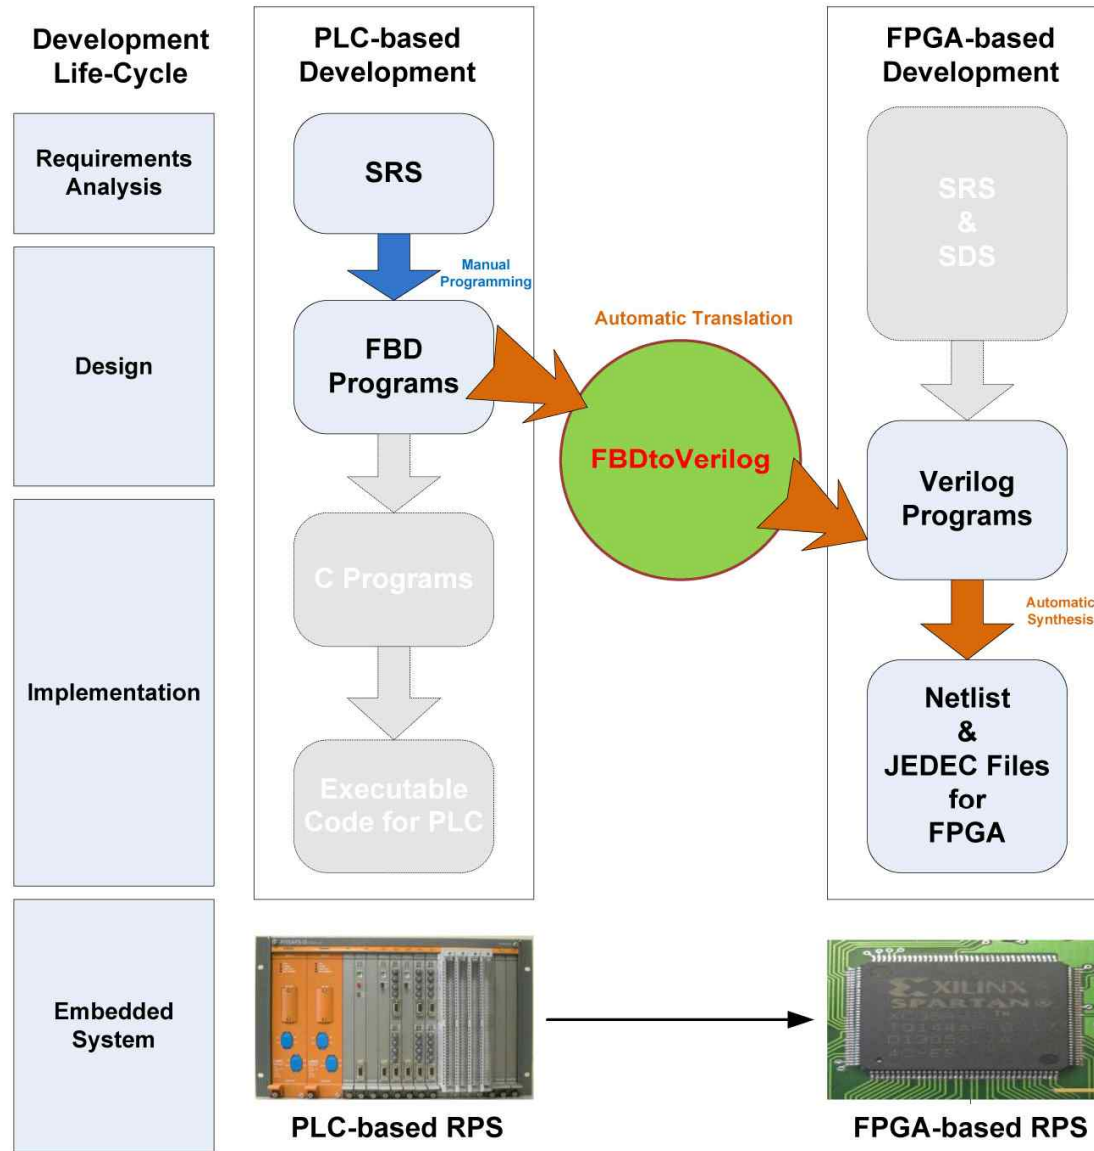 Development
Life-Cycle
PLC-based
Development
FPGA-based
Development
Requirements
Analysis
SRS
SRS
&
SDS
Manual
Programming
Design
FBD
Programs
Automatic Translation
FBDtoVerilog
Verilog
Programs
C Programs
Automatic
Synthesis
Implementation
Executable
Code for PLC
Netlist
&
JEDEC Files
for
FPGA
Embedded
System
XILINX
SPARTAN
PLC-based RPS
FPGA-based RPS